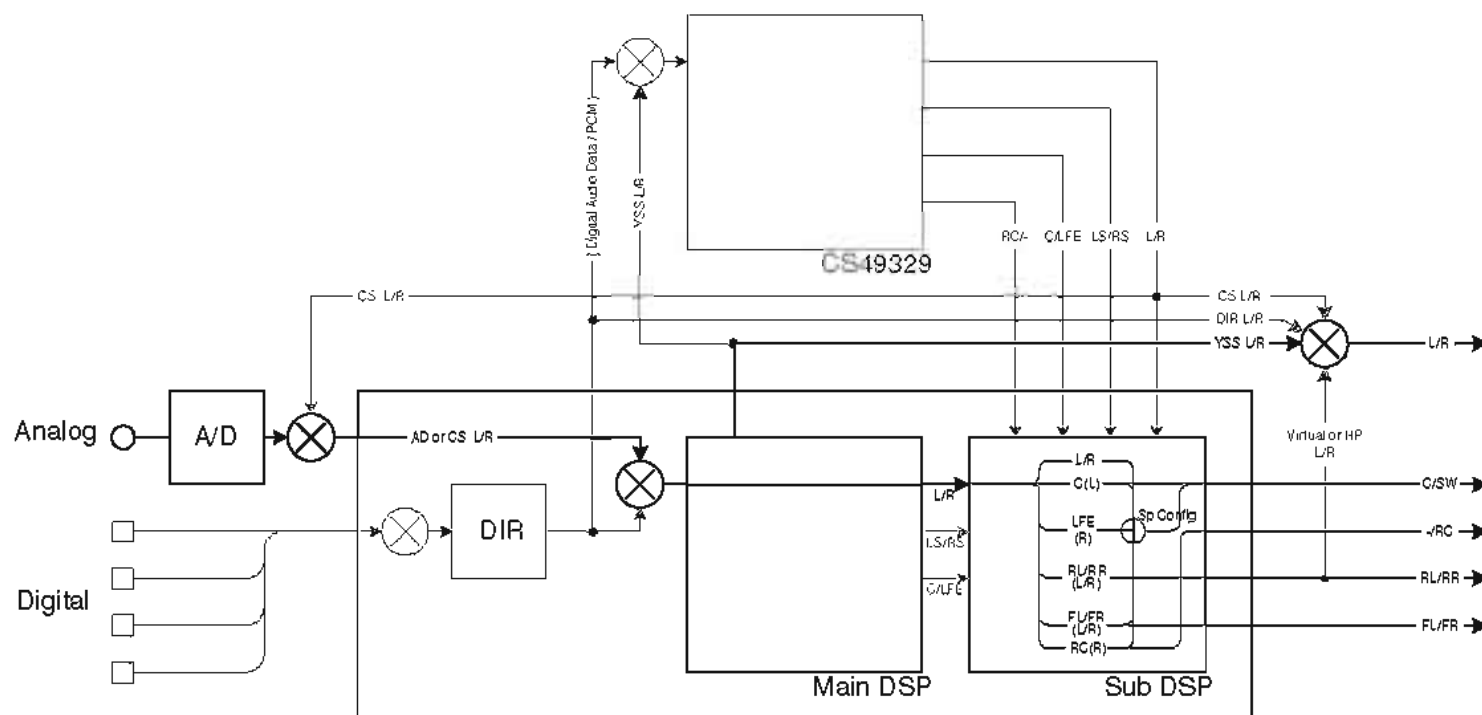 ( Digital Audio Data / PCM )
YSS L/R
RC/-
C/LFE
LS/RS
L/R
CS49329
CS L/R
CS L/R
DIR L/R
YSS L/R
L/R
Analog
A/D
AD or CS L/R
Virtual or HP
L/R
L/R
C(L)
L/R
C/SW
Sp Config
LFE
(R)
-/RC
DIR
LS/RS
RL/RR
(L/R)
RL/RR
C/LFE
Digital
FL/FR
(L/R)
FL/FR
RC(R)
Main DSP
Sub DSP